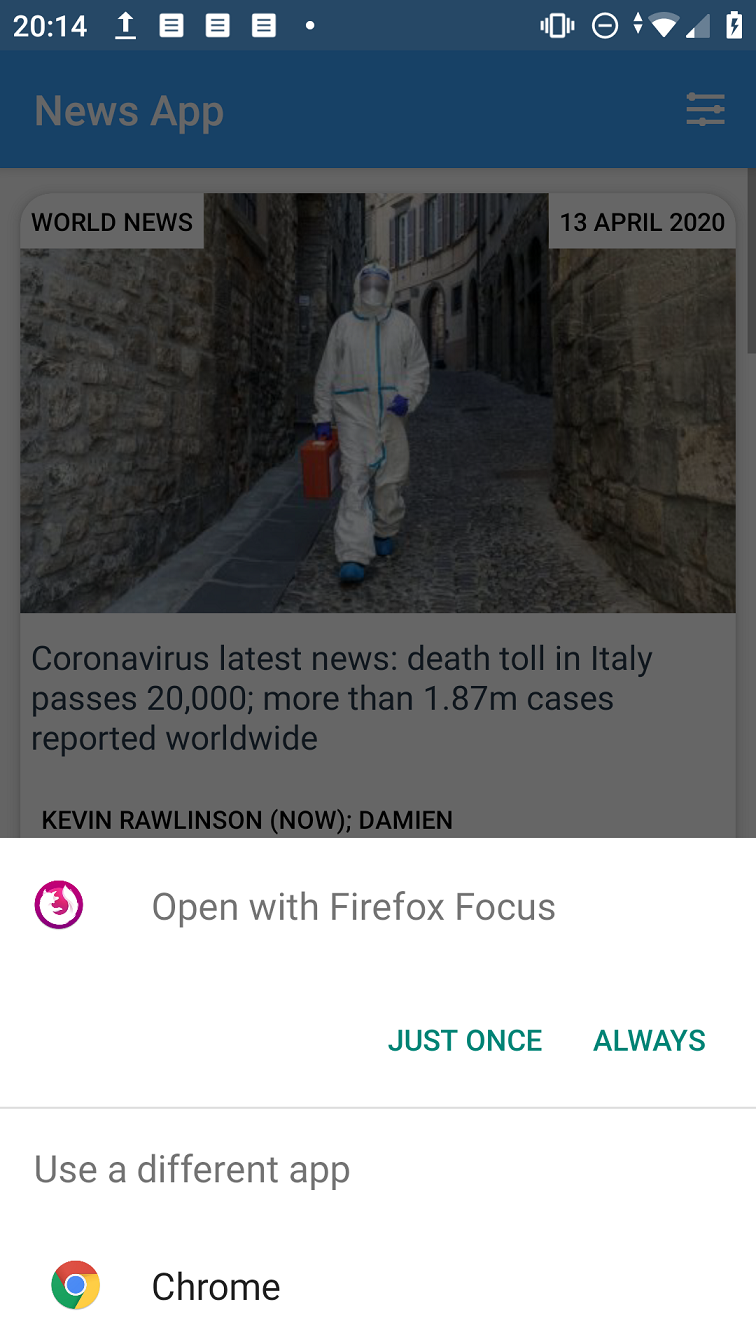 20:14
News App
WORLD NEWS
13 APRIL 2020
Coronavirus latest news: death toll in Italy
passes 20,000; more than 1.87m cases
reported worldwide
KEVIN RAWLINSON (NOW); DAMIEN
Open with Firefox Focus
JUST ONCE
ALWAYS
Use a different app
Chrome